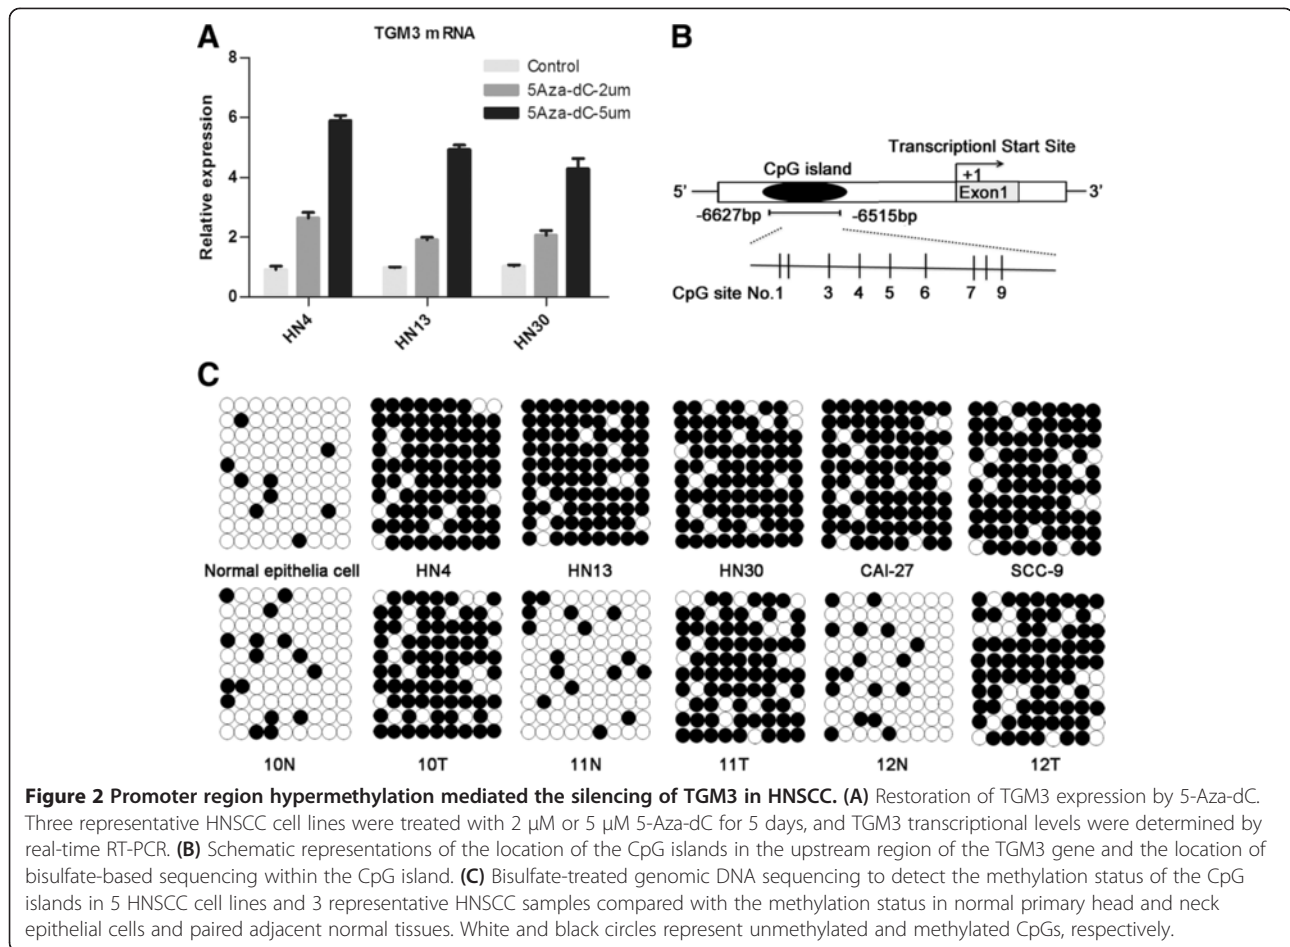 A
TGM3 mRNA
Relative expression
8
6
4
2
0
Control
5Aza-dC-2um
5Aza-dC-5um
HN4
HN13
HN30
B
Transcriptionl Start Site
CpG island
+1
5'
Exon1
3'
-6627bp
-6515bp
CpG site No.1 3 4 5 6 7 9
C
Normal epithelia cell
HN4
HN13
HN30
CAl-27
SCC-9
10N
10T
11N
11T
12N
12T
Figure 2 Promoter region hypermethylation mediated the silencing of TGM3 in HNSCC. (A) Restoration of TGM3 expression by 5-Aza-dC.
Three representative HNSCC cell lines were treated with 2 μM or 5 μM 5-Aza-dC for 5 days, and TGM3 transcriptional levels were determined by
real-time RT-PCR. (B) Schematic representations of the location of the CpG islands in the upstream region of the TGM3 gene and the location of
bisulfate-based sequencing within the CpG island. (C) Bisulfate-treated genomic DNA sequencing to detect the methylation status of the CpG
islands in 5 HNSCC cell lines and 3 representative HNSCC samples compared with the methylation status in normal primary head and neck
epithelial cells and paired adjacent normal tissues. White and black circles represent unmethylated and methylated CpGs, respectively.